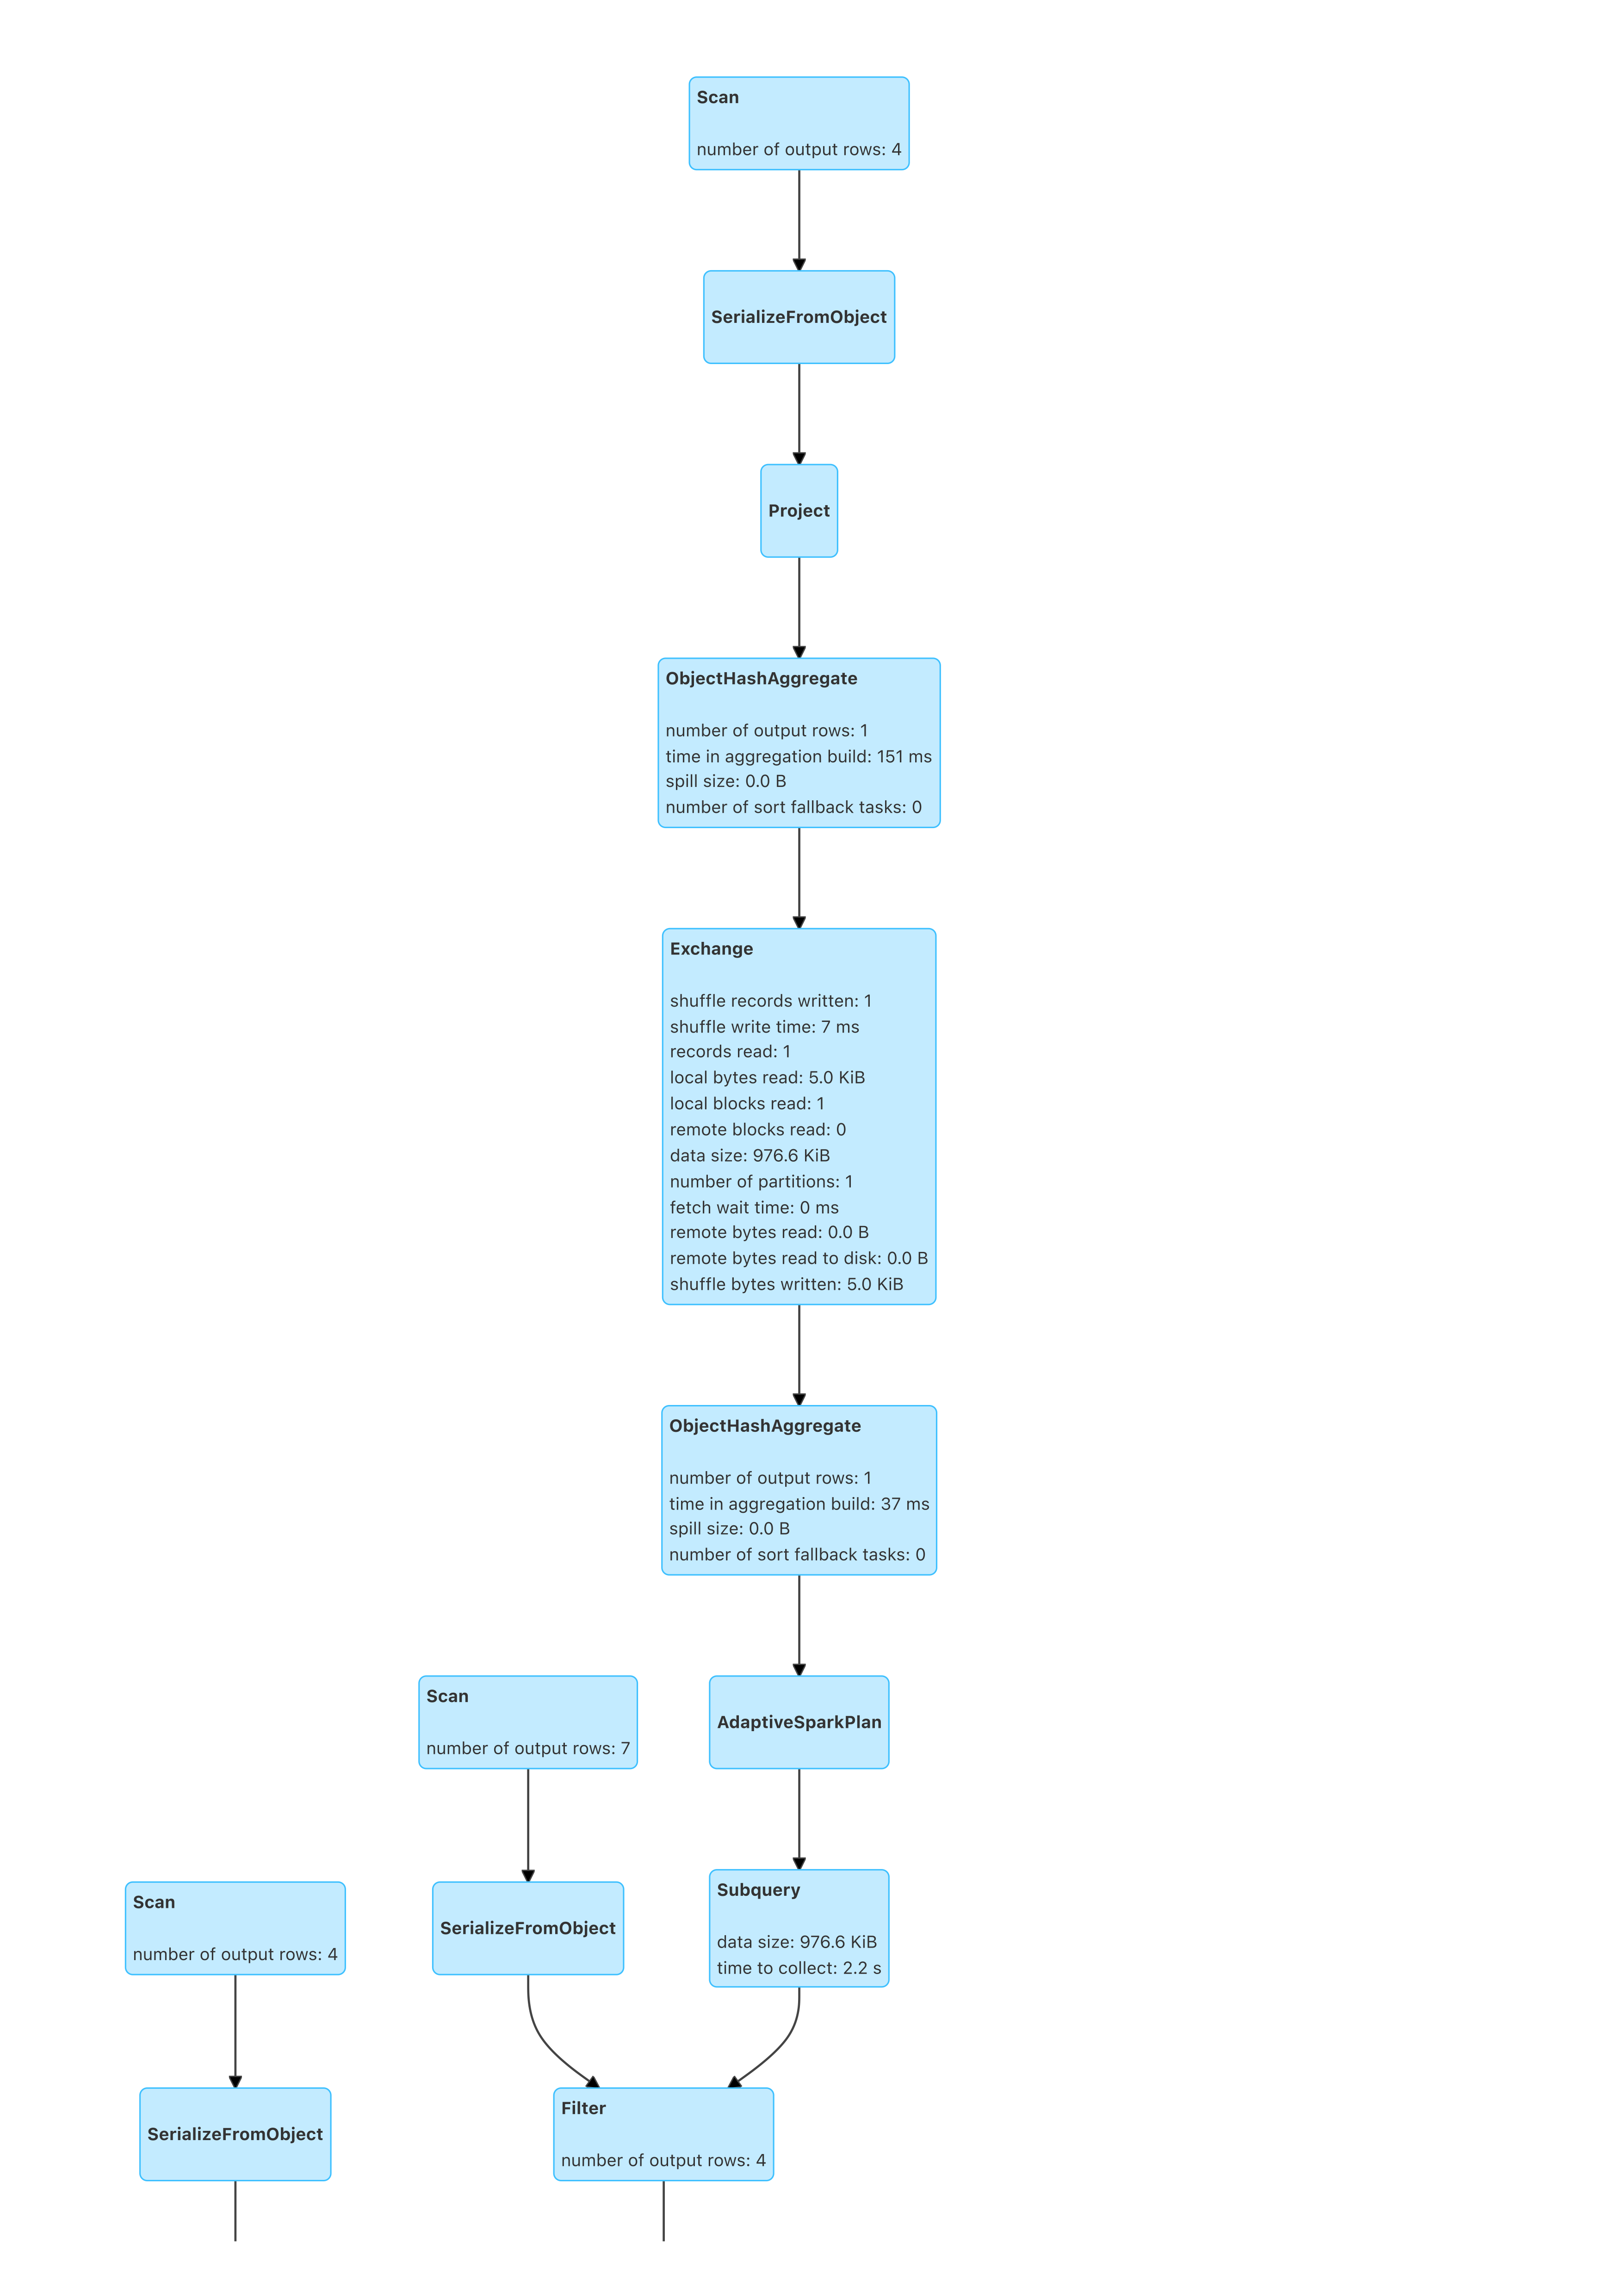 Scan
number of output rows: 4
SerializeFromObject
Project
ObjectHashAggregate
number of output rows: 1
time in aggregation build: 151 ms
spill size: 0.0 B
number of sort fallback tasks: 0
Exchange
shuffle records written: 1
shuffle write time: 7 ms
records read: 1
local bytes read: 5.0 KiB
local blocks read: 1
remote blocks read: 0
data size: 976.6 KiB
number of partitions: 1
fetch wait time: 0 ms
remote bytes read: 0.0 B
remote bytes read to disk: 0.0 B
shuffle bytes written: 5.0 KiB
ObjectHashAggregate
number of output rows: 1
time in aggregation build: 37 ms
spill size: 0.0 B
number of sort fallback tasks: 0
Scan
number of output rows: 7
AdaptiveSparkPlan
Scan
number of output rows: 4
SerializeFromObject
Subquery
data size: 976.6 KiB
time to collect: 2.2 s
SerializeFromObject
Filter
number of output rows: 4